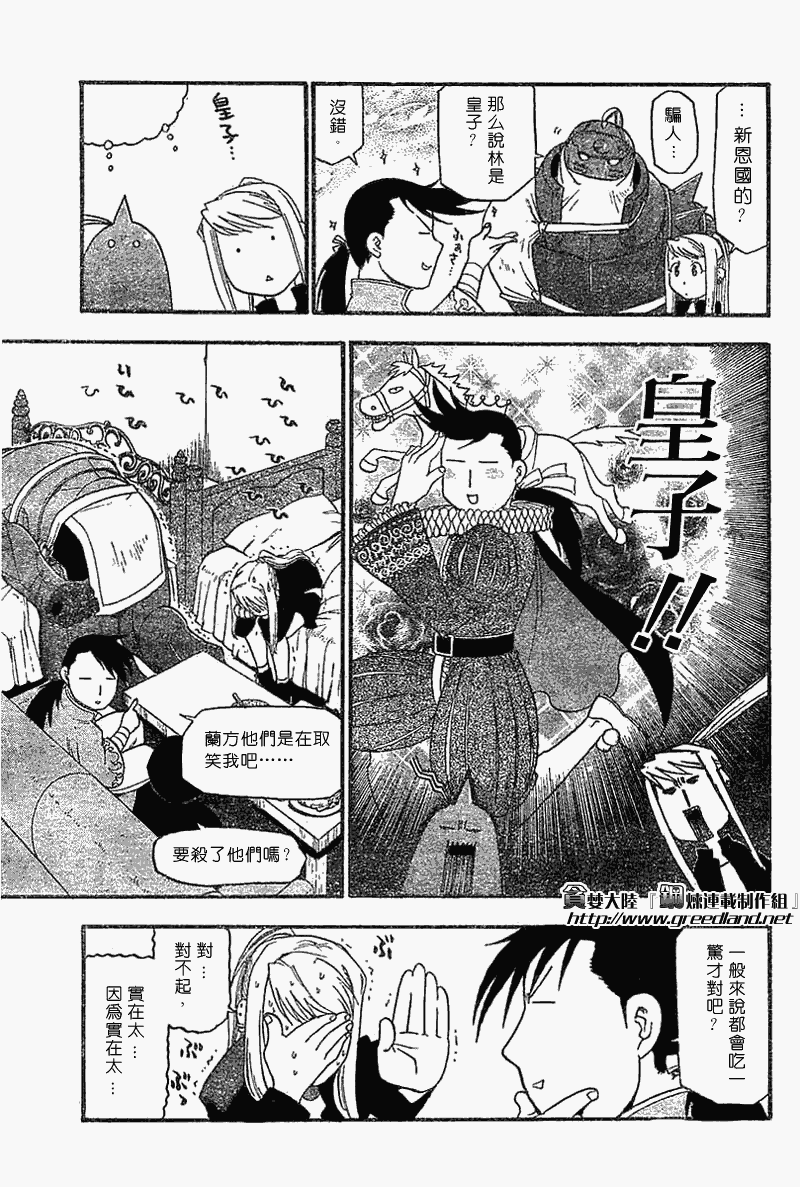 …新恩國的？
騙人…
那么說林是
皇子？
沒錯。
ふぁさ
皇子…
皇子!!
蘭方他們是在取
笑我吧……
要殺了他們嗎？
一般來說都會吃一
驚才對吧？
對…
對不起，
實在太…
因為實在太…
貪婪大陸『鋼煉連載制作組』
http://www.greedland.net